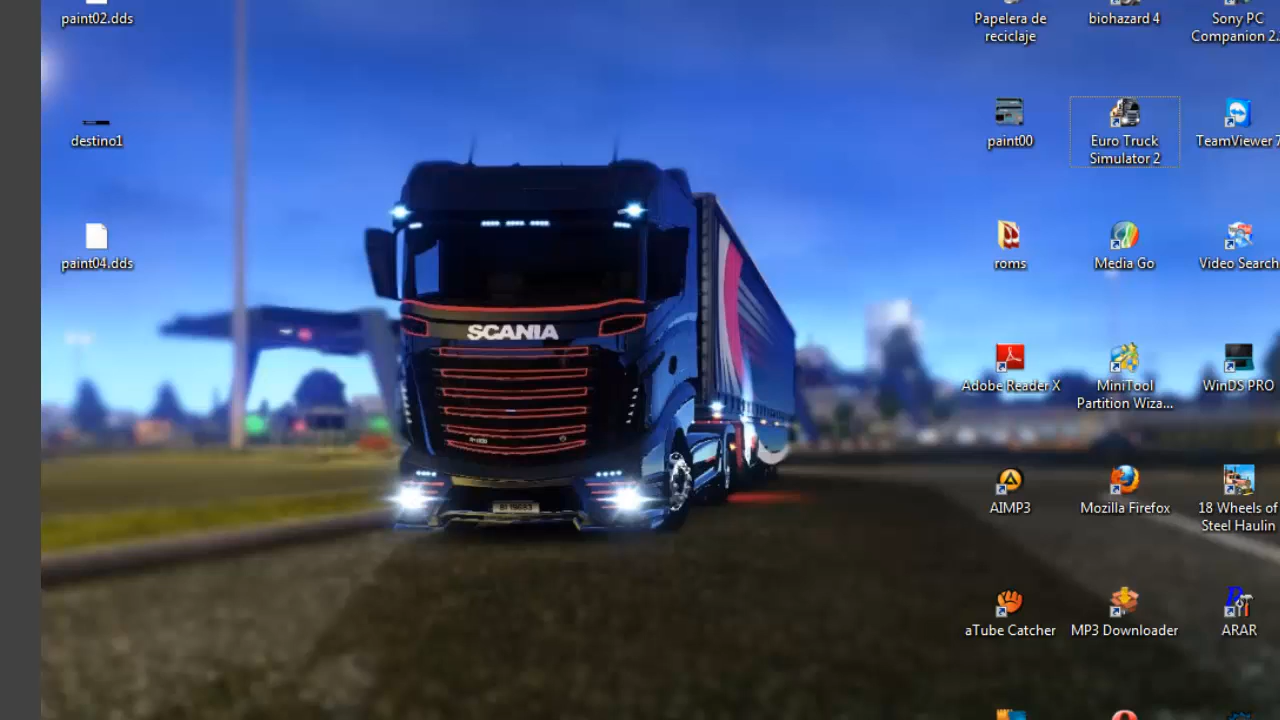 paint02.dds
Papelera de
reciclaje
biohazard 4
Sony PC
Companion 2.
destino1
paint00
Euro Truck
Simulator 2
TeamViewer 7
paint04.dds
roms
Media Go
Video Search
SCANIA
Adobe Reader X
MiniTool
Partition Wiza...
WinDS PRO
AIMP3
Mozilla Firefox
18 Wheels of
Steel Haulin
aTube Catcher
MP3 Downloader
ARAR